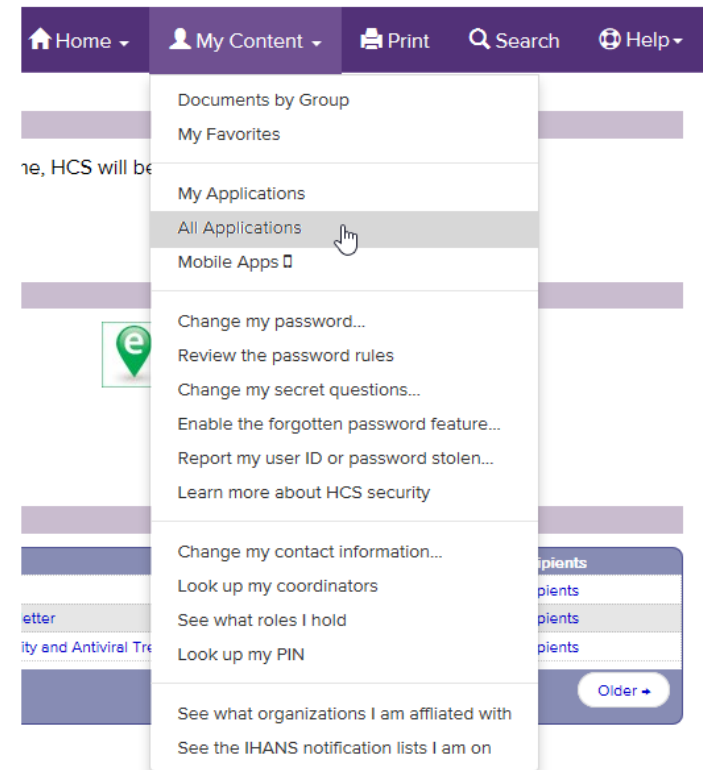 Home
My Content
Print
Search
Help
Documents by Group
My Favorites
ne, HCS will be
My Applications
All Applications
Mobile Apps
Change my password...
e
Review the password rules
Change my secret questions...
Enable the forgotten password feature...
Report my user ID or password stolen...
Learn more about HCS security
Change my contact information...
ipients
Look up my coordinators
pients
etter
See what roles I hold
pients
ity and Antiviral Tre
Look up my PIN
pients
Older
See what organizations I am affliated with
See the IHANS notification lists I am on